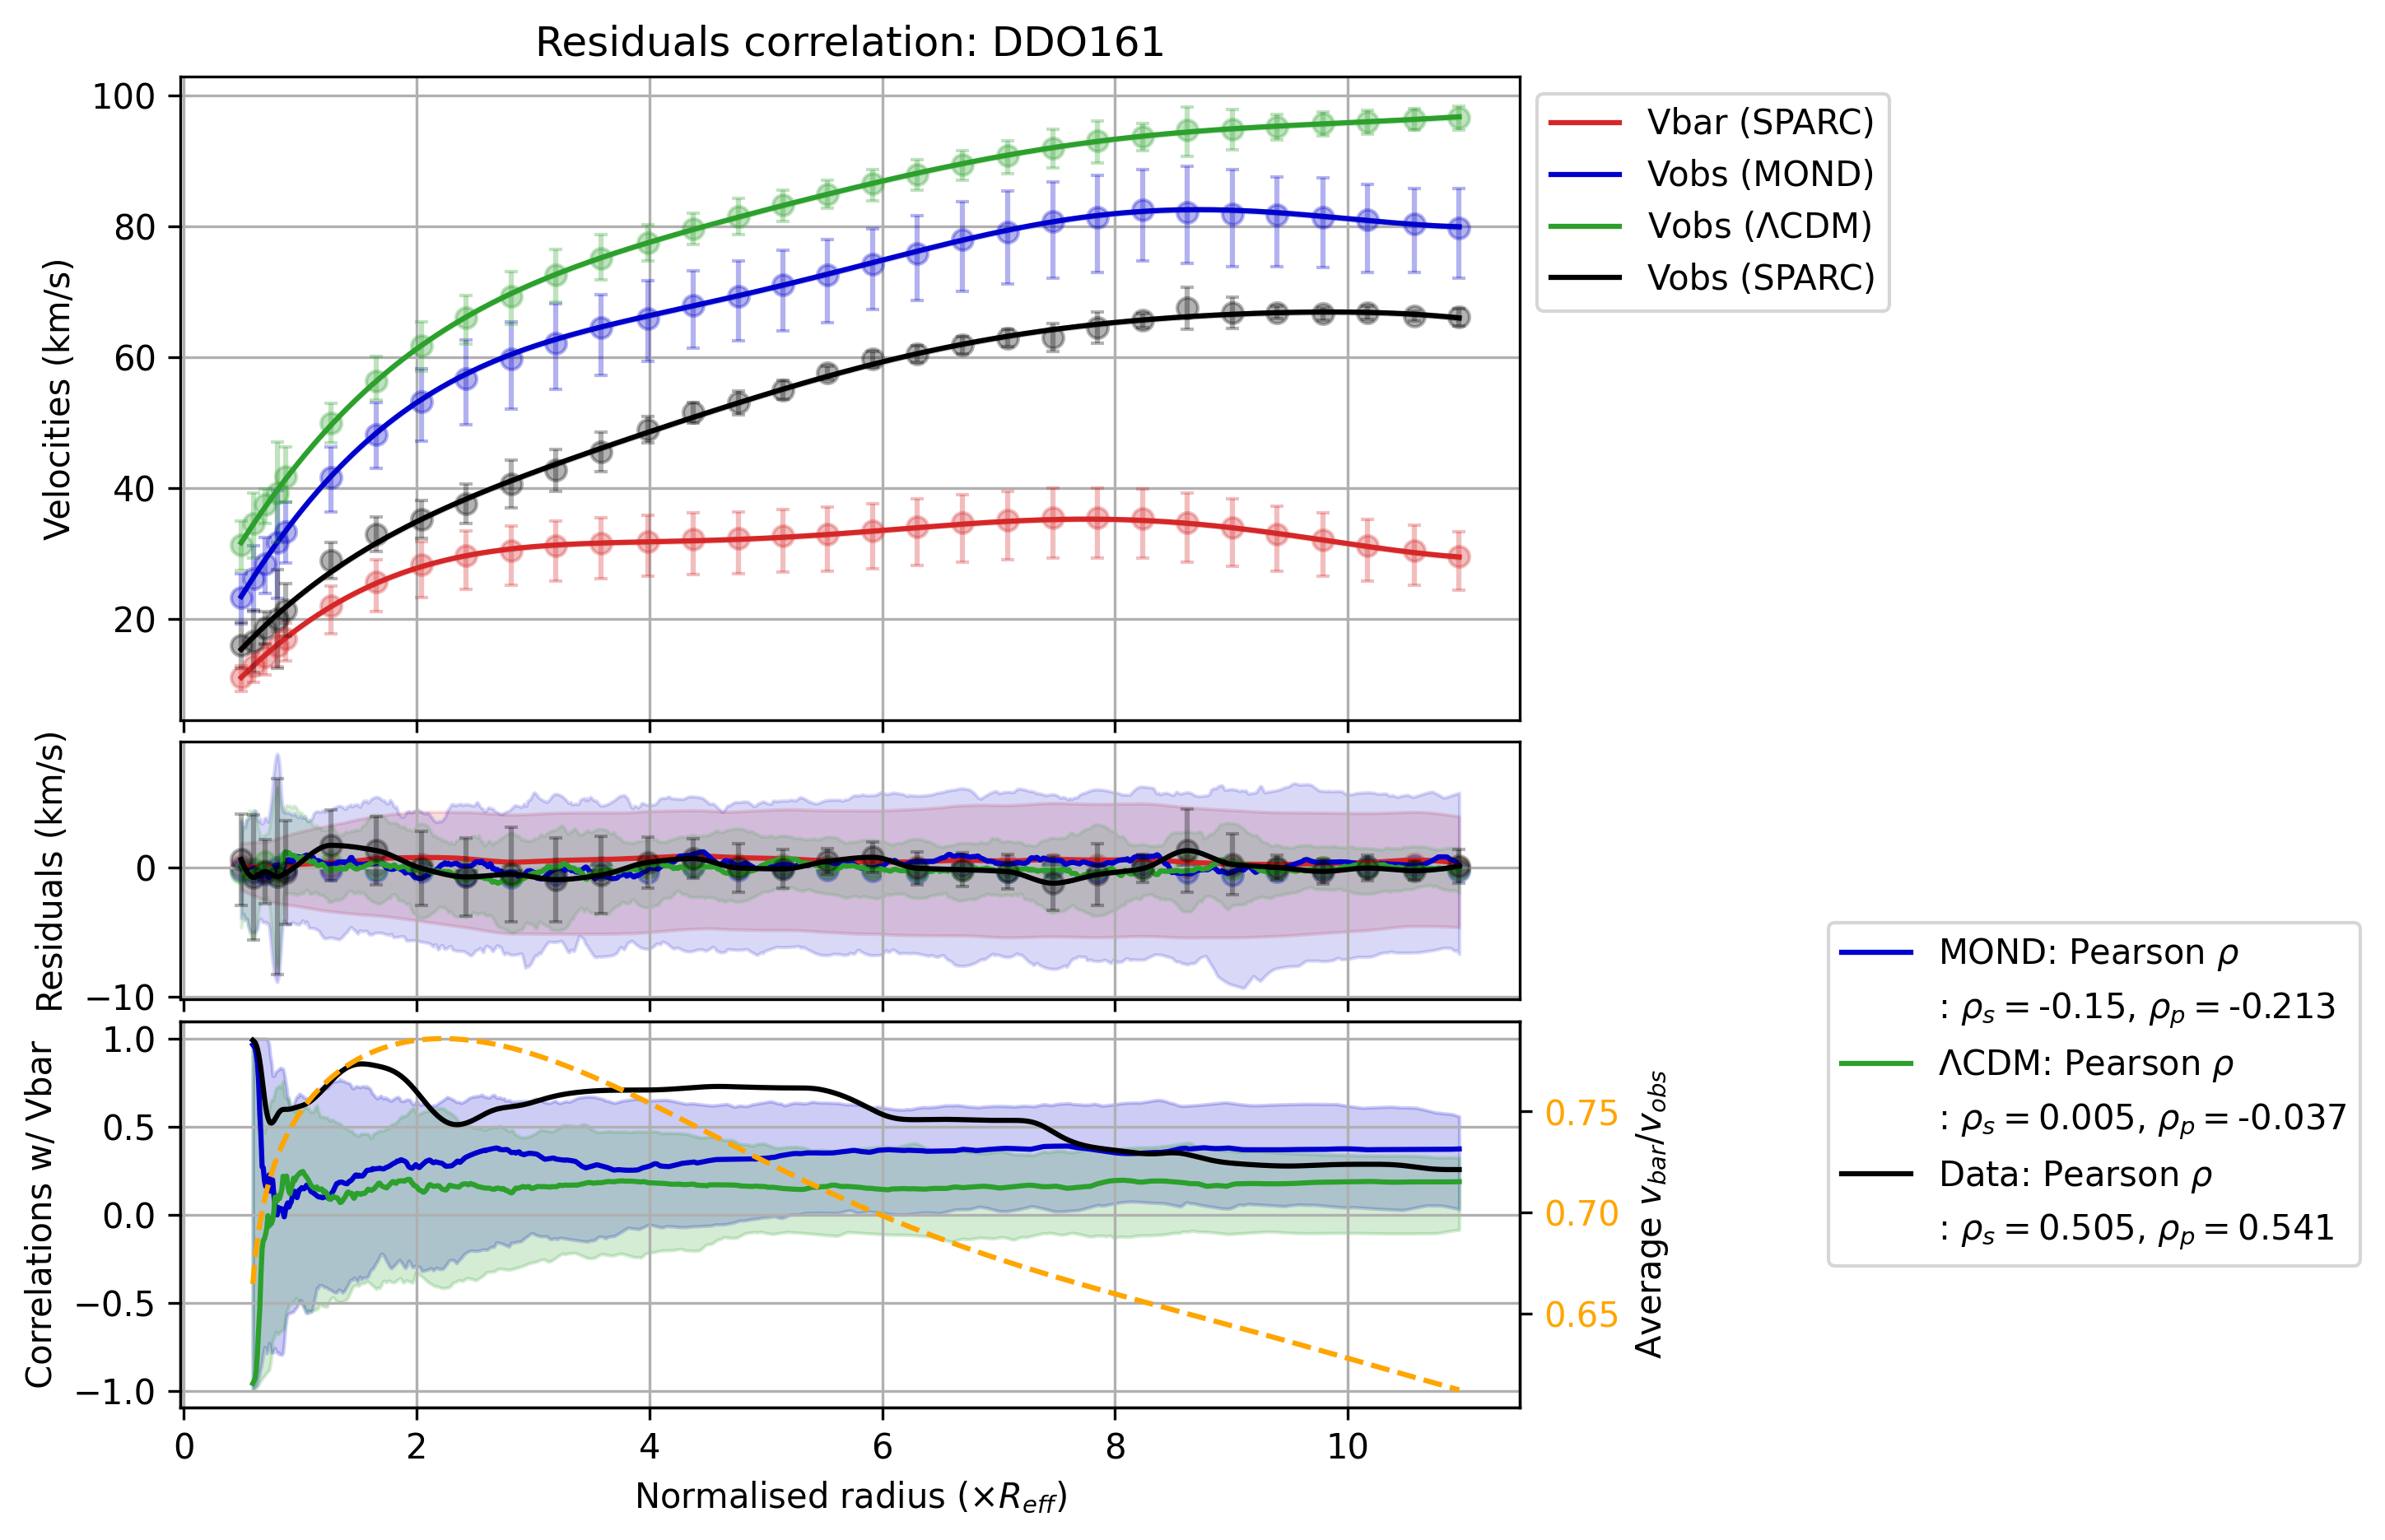 Residuals correlation: DDO161
100
80
60
40
20
Velocities (km/s)
Vbar (SPARC)
Vobs (MOND)
Vobs (ΛCDM)
Vobs (SPARC)
0
−10
Residuals (km/s)
1.0
0.5
0.0
−0.5
−1.0
Correlations w/ Vbar
0.75
0.70
0.65
Average v_bar/v_obs
MOND: Pearson ρ
: ρ_s = -0.15, ρ_p = -0.213
ΛCDM: Pearson ρ
: ρ_s = 0.005, ρ_p = -0.037
Data: Pearson ρ
: ρ_s = 0.505, ρ_p = 0.541
0 2 4 6 8 10
Normalised radius (×R_eff)